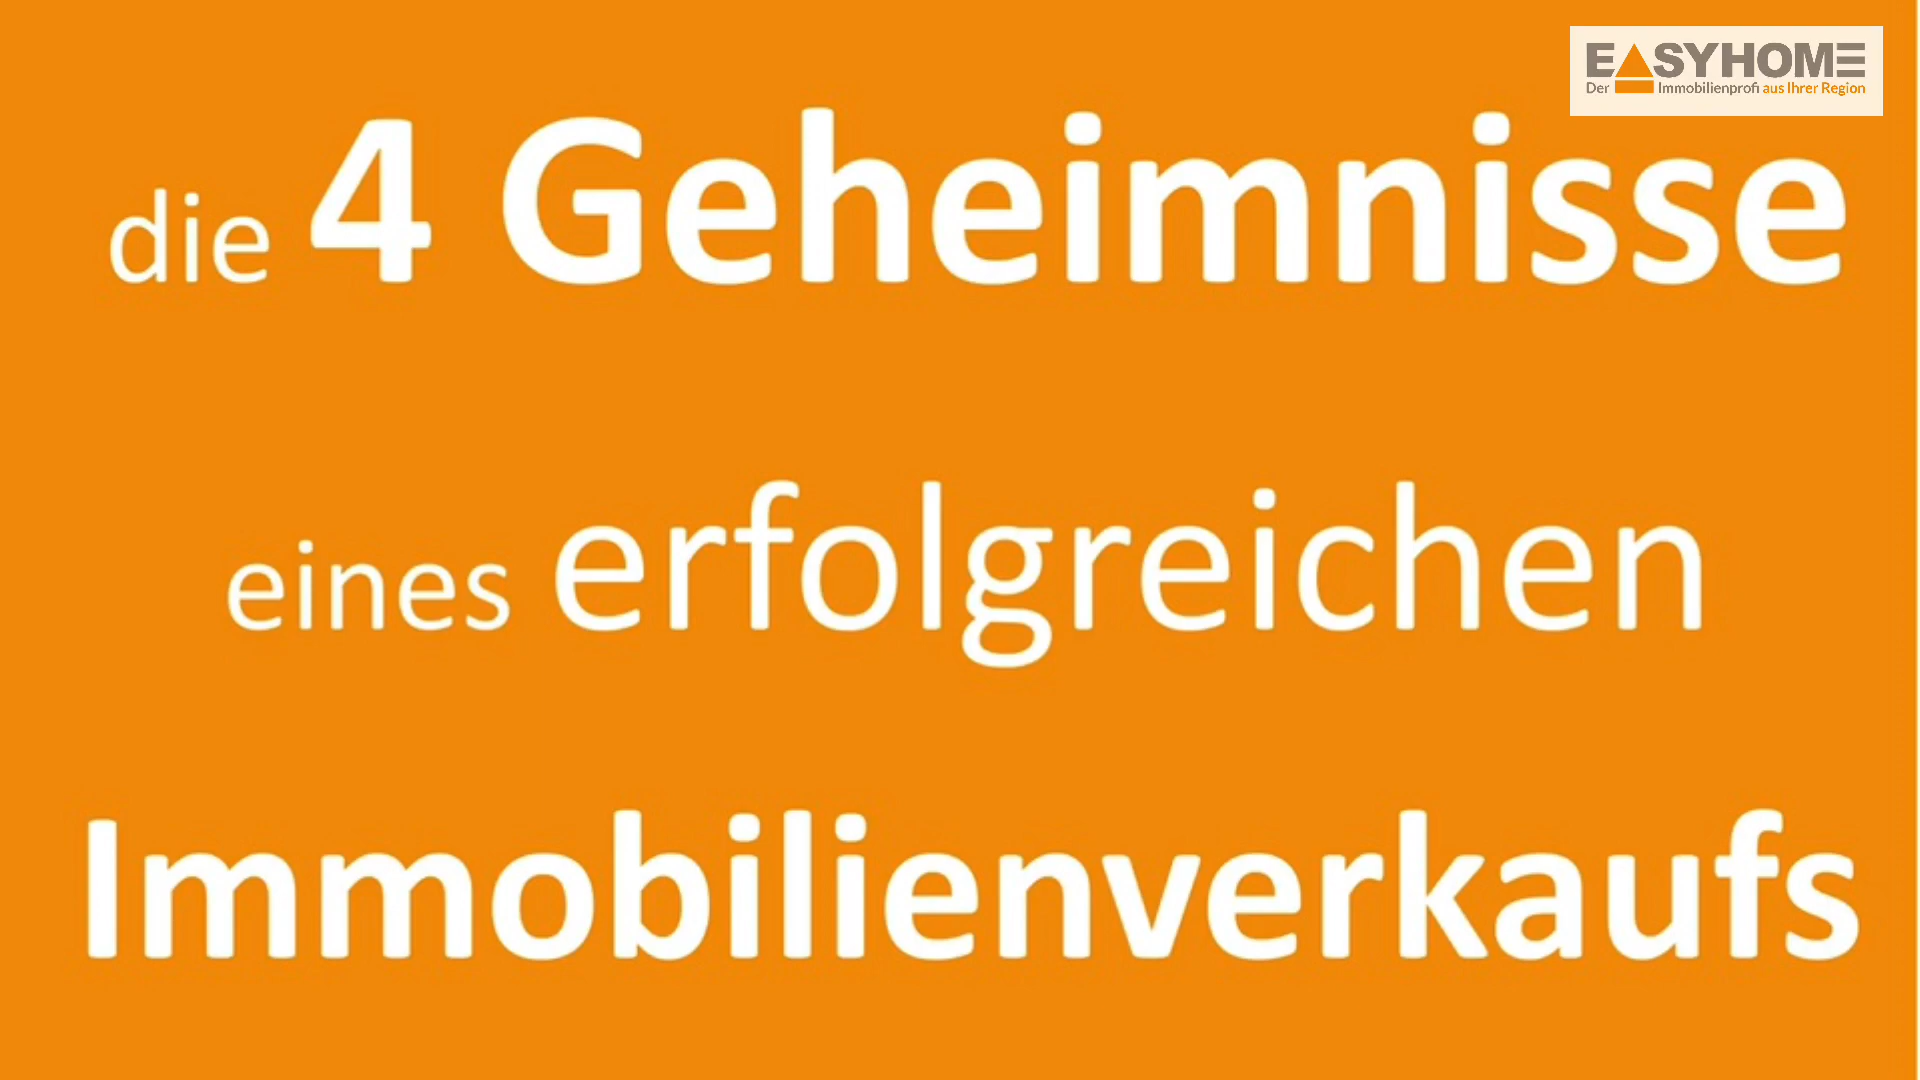 EASYHOME
Der Immobilienprofi aus Ihrer Region
die 4 Geheimnisse
eines erfolgreichen
Immobilienverkaufs